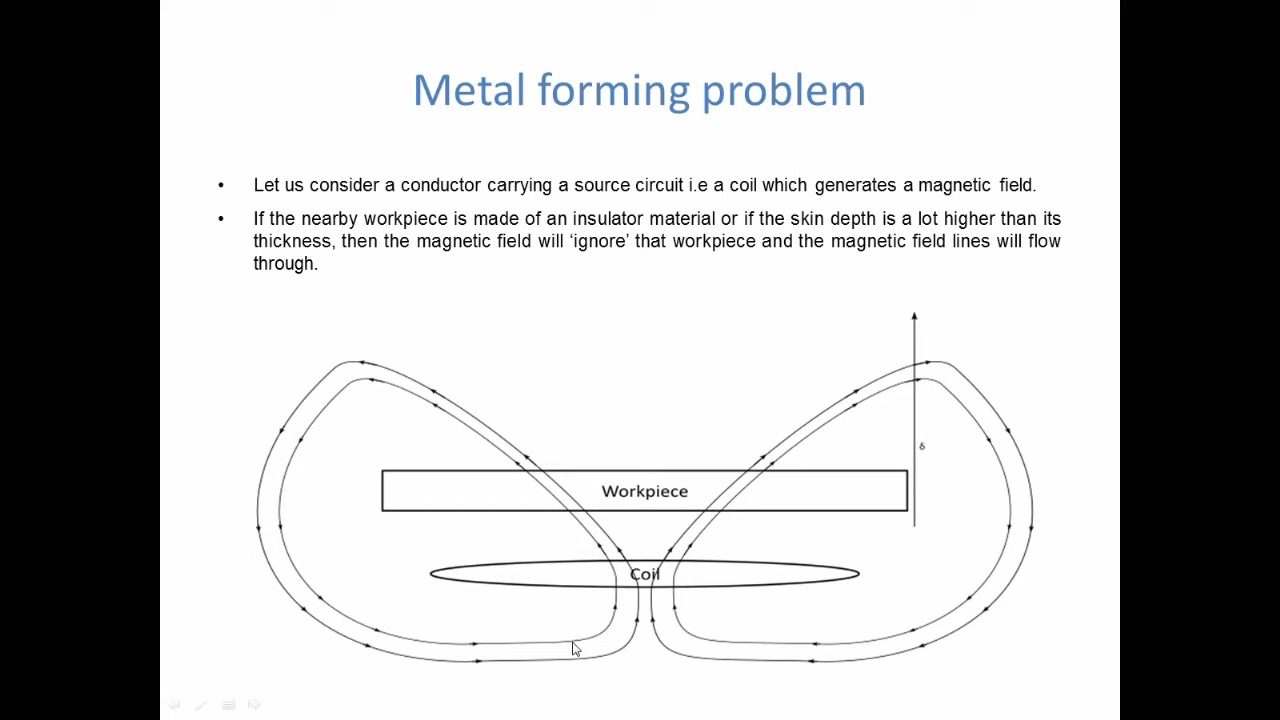 Metal forming problem
• Let us consider a conductor carrying a source circuit i.e a coil which generates a magnetic field.
• If the nearby workpiece is made of an insulator material or if the skin depth is a lot higher than its
thickness, then the magnetic field will ‘ignore’ that workpiece and the magnetic field lines will flow
through.
δ
Workpiece
Coil